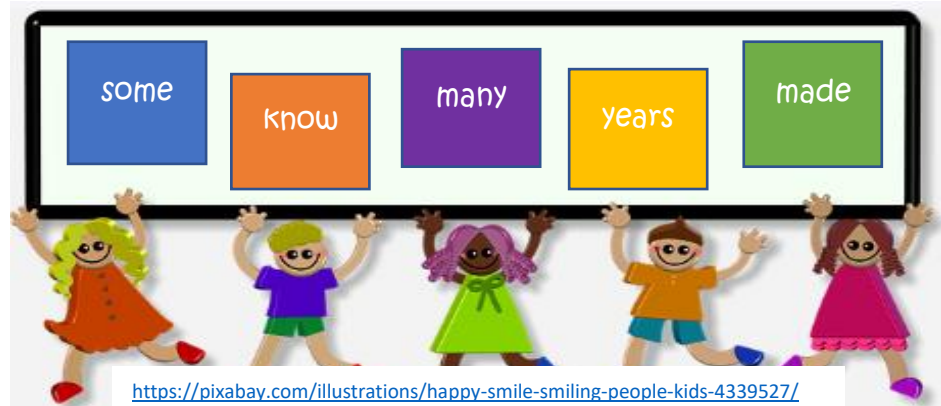 some
know
many
years
made
https://pixabay.com/illustrations/happy-smile-smiling-people-kids-4339527/